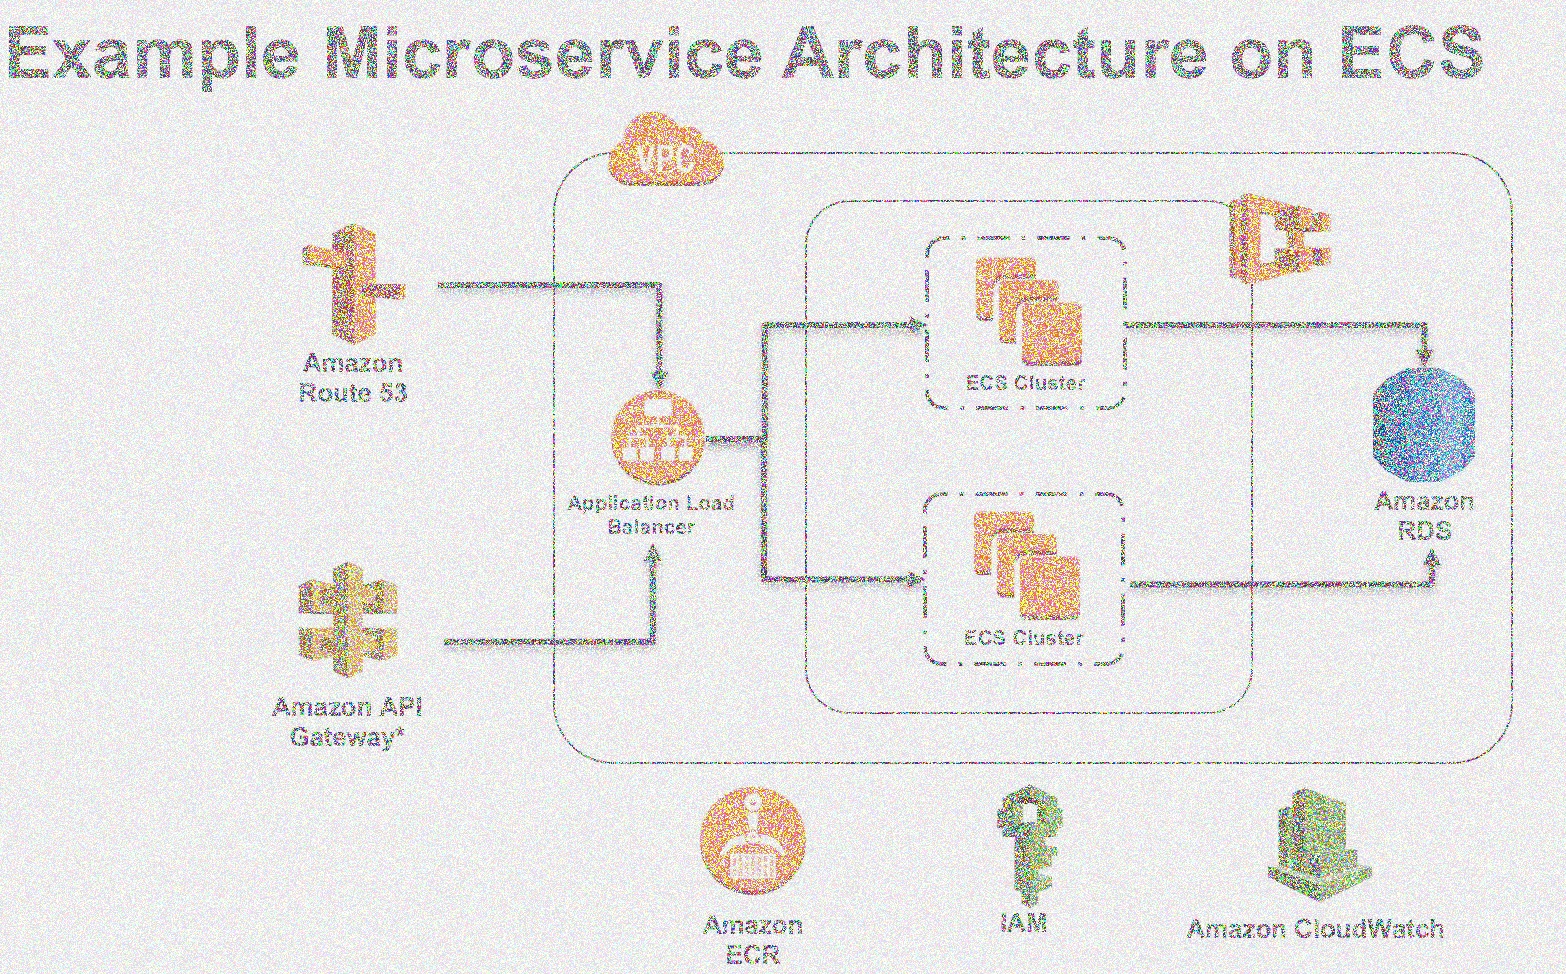 Example Microservice Architecture on ECS
VPC
Amazon
Route 53
ECS Cluster
Application Load
Balancer
Amazon
RDS
ECS Cluster
Amazon API
Gateway*
Amazon
ECR
IAM
Amazon CloudWatch